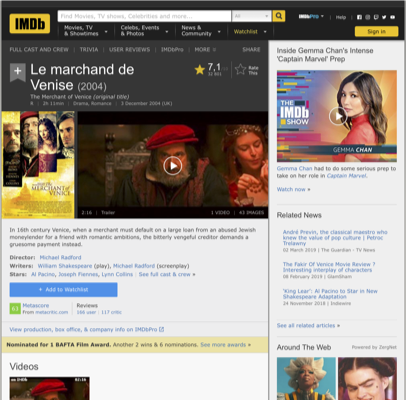 IMDb
Find Movies, TV shows, Celebrities and more...
All
Movies, TV & Showtimes
Celebs, Events & Photos
News & Community
Watchlist
IMDbPro
Help
Sign in
FULL CAST AND CREW | TRIVIA | USER REVIEWS | IMDbPro | MORE
SHARE
Le marchand de Venise (2004)
The Merchant of Venice (original title)
R | 2h 11min | Drama, Romance | 3 December 2004 (UK)
7,1
Rate This
MERCHANT OF VENICE
2:16 | Trailer
1 VIDEO | 43 IMAGES
In 16th century Venice, when a merchant must default on a large loan from an abused Jewish
moneylender for a friend with romantic ambitions, the bitterly vengeful creditor demands a
gruesome payment instead.
Director: Michael Radford
Writers: William Shakespeare (play), Michael Radford (screenplay)
Stars: Al Pacino, Joseph Fiennes, Lynn Collins | See full cast & crew »
+ Add to Watchlist
Metascore
From metacritic.com
Reviews
166 user | 117 critic
View production, box office, & company info on IMDbPro
Nominated for 1 BAFTA Film Award. Another 2 wins & 6 nominations. See more awards »
Videos
Inside Gemma Chan's Intense
'Captain Marvel' Prep
THE IMDb SHOW
GEMMA CHAN
Gemma Chan had to do some serious prep to
take on her role in Captain Marvel.
Watch now »
Related News
André Previn, the classical maestro who
knew the value of pop culture | Petroc
Trelawny
02 March 2019 | The Guardian - TV News
The Fakir Of Venice Movie Review ?
Interesting interplay of characters
08 February 2019 | GlamSham
'King Lear': Al Pacino to Star in New
Shakespeare Adaptation
24 November 2018 | Indiewire
See all related articles »
Around The Web | Powered by ZergNet